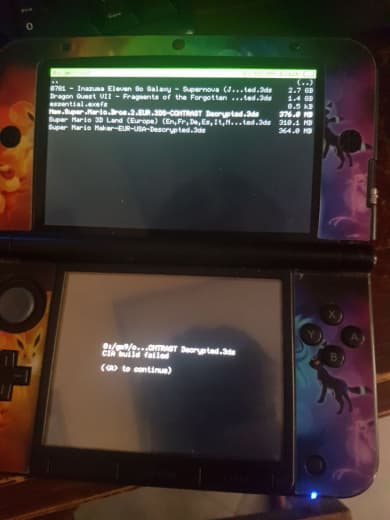 ..
(..)
0781 - Inazuma Eleven Go Galaxy - Supernova (J...ted.3ds 2.7 GB
Dragon Quest VII - Fragments of the Forgotten ...ted.3ds 1.4 GB
essential.exefs 0.5 kB
New.Super.Mario.Bros.2.EUR.3DS-CONTRAST Decrypted.3ds 376.0 MB
Super Mario 3D Land (Europe) (En,Fr,De,Es,It,...ted.3ds 310.1 MB
Super Mario Maker-EUR-USA-Descrypted.3ds 364.0 MB
0:/gm9/o...ONTRAST Decrypted.3ds
CIA build failed
(<A> to continue)
X
Y
A
B